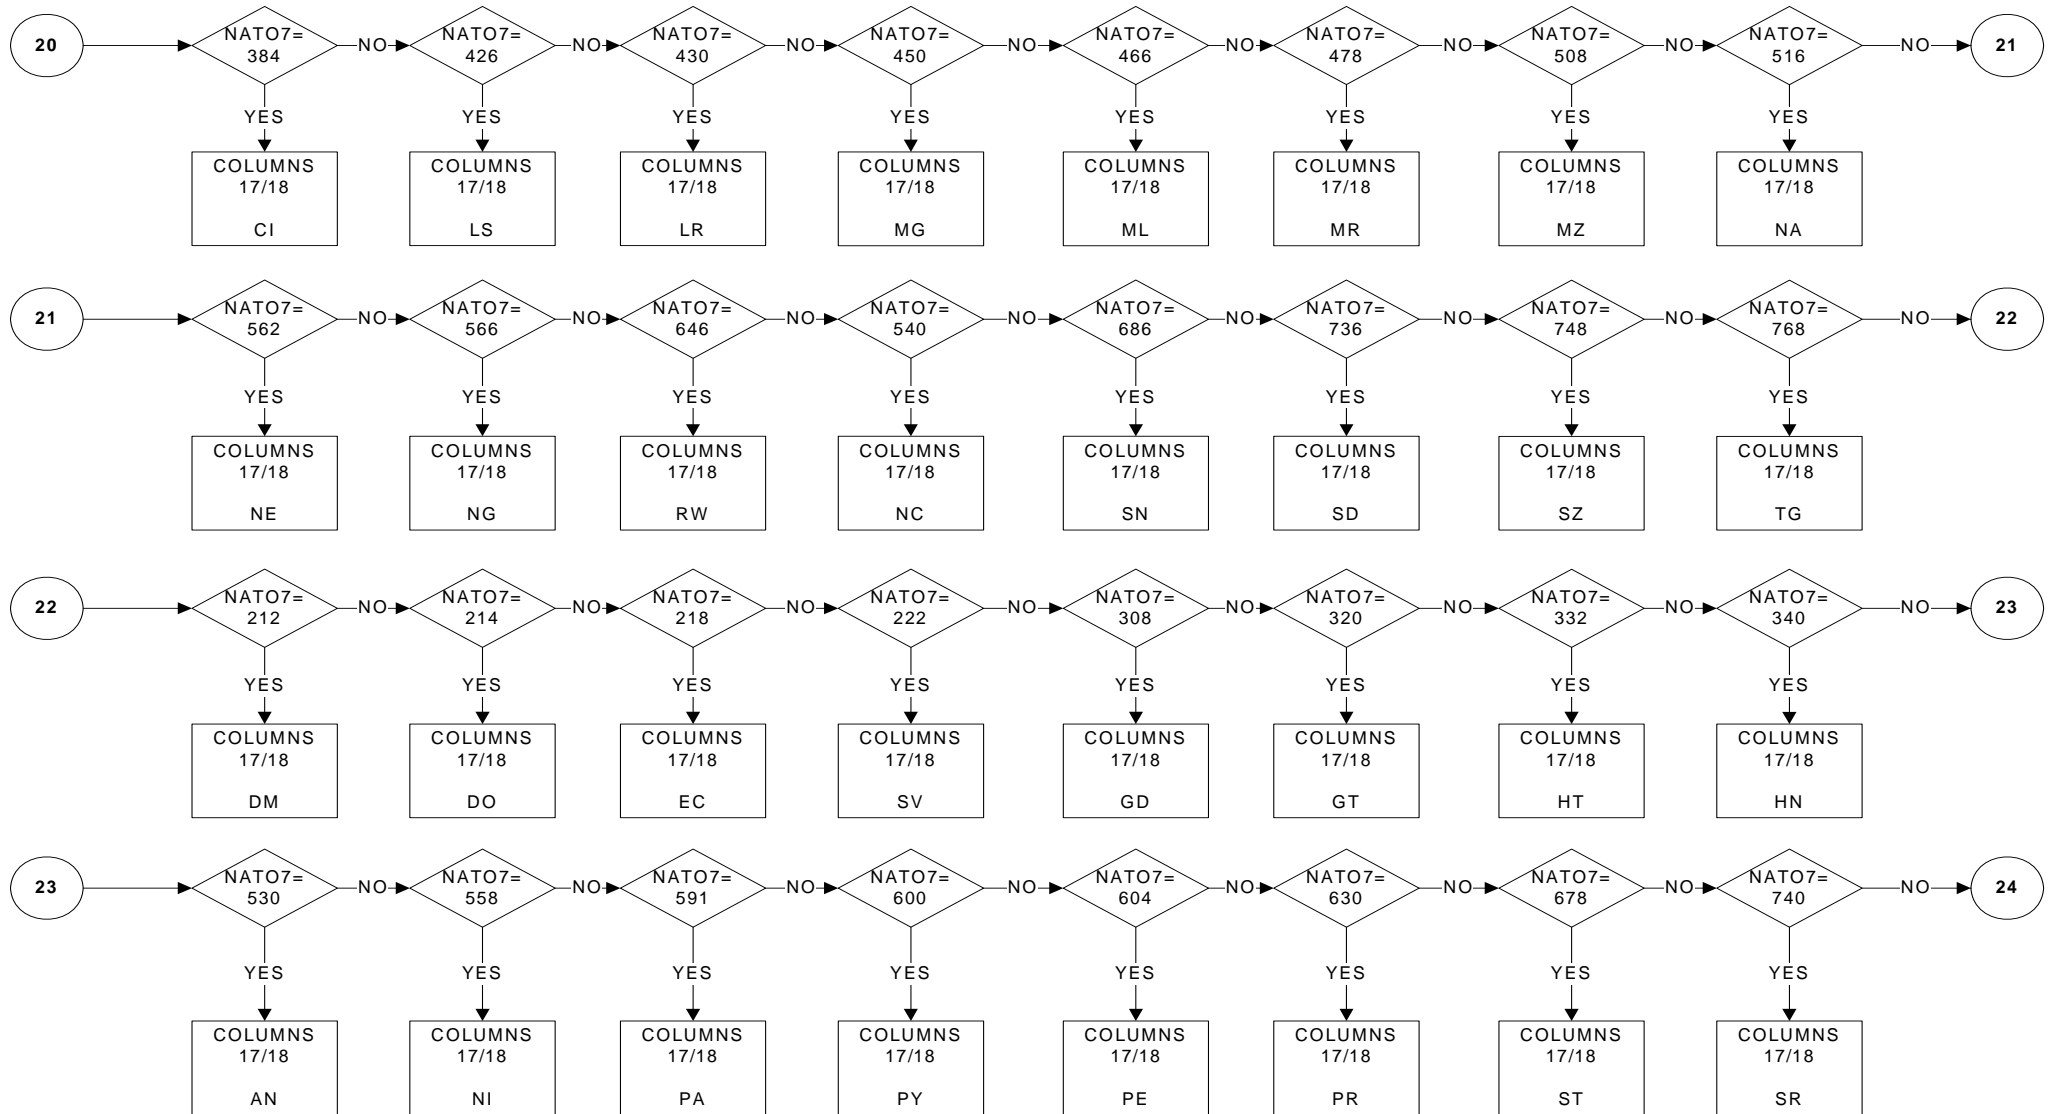 20
NATO7=
384
NO
NATO7=
426
NO
NATO7=
430
NO
NATO7=
450
NO
NATO7=
466
NO
NATO7=
478
NO
NATO7=
508
NO
NATO7=
516
NO
21
YES
YES
YES
YES
YES
YES
YES
YES
COLUMNS
17/18
CI
COLUMNS
17/18
LS
COLUMNS
17/18
LR
COLUMNS
17/18
MG
COLUMNS
17/18
ML
COLUMNS
17/18
MR
COLUMNS
17/18
MZ
COLUMNS
17/18
NA
21
NATO7=
562
NO
NATO7=
566
NO
NATO7=
646
NO
NATO7=
540
NO
NATO7=
686
NO
NATO7=
736
NO
NATO7=
748
NO
NATO7=
768
NO
22
YES
YES
YES
YES
YES
YES
YES
YES
COLUMNS
17/18
NE
COLUMNS
17/18
NG
COLUMNS
17/18
RW
COLUMNS
17/18
NC
COLUMNS
17/18
SN
COLUMNS
17/18
SD
COLUMNS
17/18
SZ
COLUMNS
17/18
TG
22
NATO7=
212
NO
NATO7=
214
NO
NATO7=
218
NO
NATO7=
222
NO
NATO7=
308
NO
NATO7=
320
NO
NATO7=
332
NO
NATO7=
340
NO
23
YES
YES
YES
YES
YES
YES
YES
YES
COLUMNS
17/18
DM
COLUMNS
17/18
DO
COLUMNS
17/18
EC
COLUMNS
17/18
SV
COLUMNS
17/18
GD
COLUMNS
17/18
GT
COLUMNS
17/18
HT
COLUMNS
17/18
HN
23
NATO7=
530
NO
NATO7=
558
NO
NATO7=
591
NO
NATO7=
600
NO
NATO7=
604
NO
NATO7=
630
NO
NATO7=
678
NO
NATO7=
740
NO
24
YES
YES
YES
YES
YES
YES
YES
YES
COLUMNS
17/18
AN
COLUMNS
17/18
NI
COLUMNS
17/18
PA
COLUMNS
17/18
PY
COLUMNS
17/18
PE
COLUMNS
17/18
PR
COLUMNS
17/18
ST
COLUMNS
17/18
SR